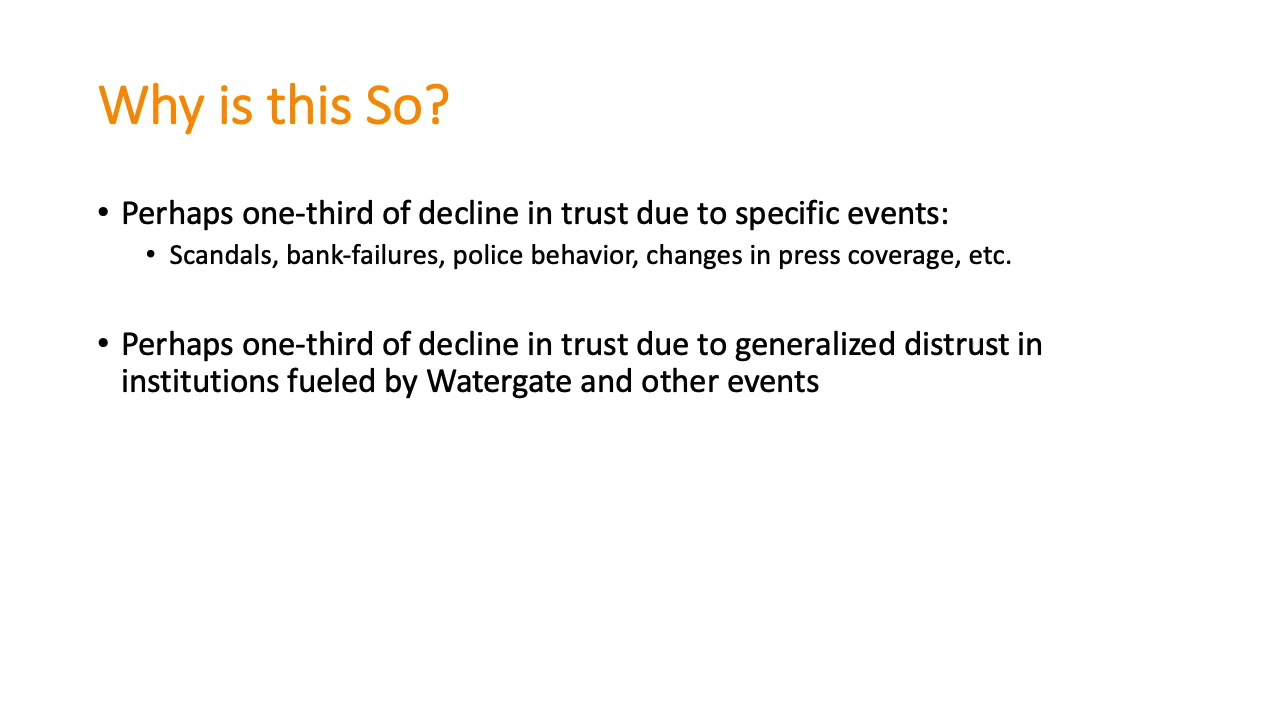 Why is this So?
• Perhaps one-third of decline in trust due to specific events:
• Scandals, bank-failures, police behavior, changes in press coverage, etc.
• Perhaps one-third of decline in trust due to generalized distrust in
institutions fueled by Watergate and other events